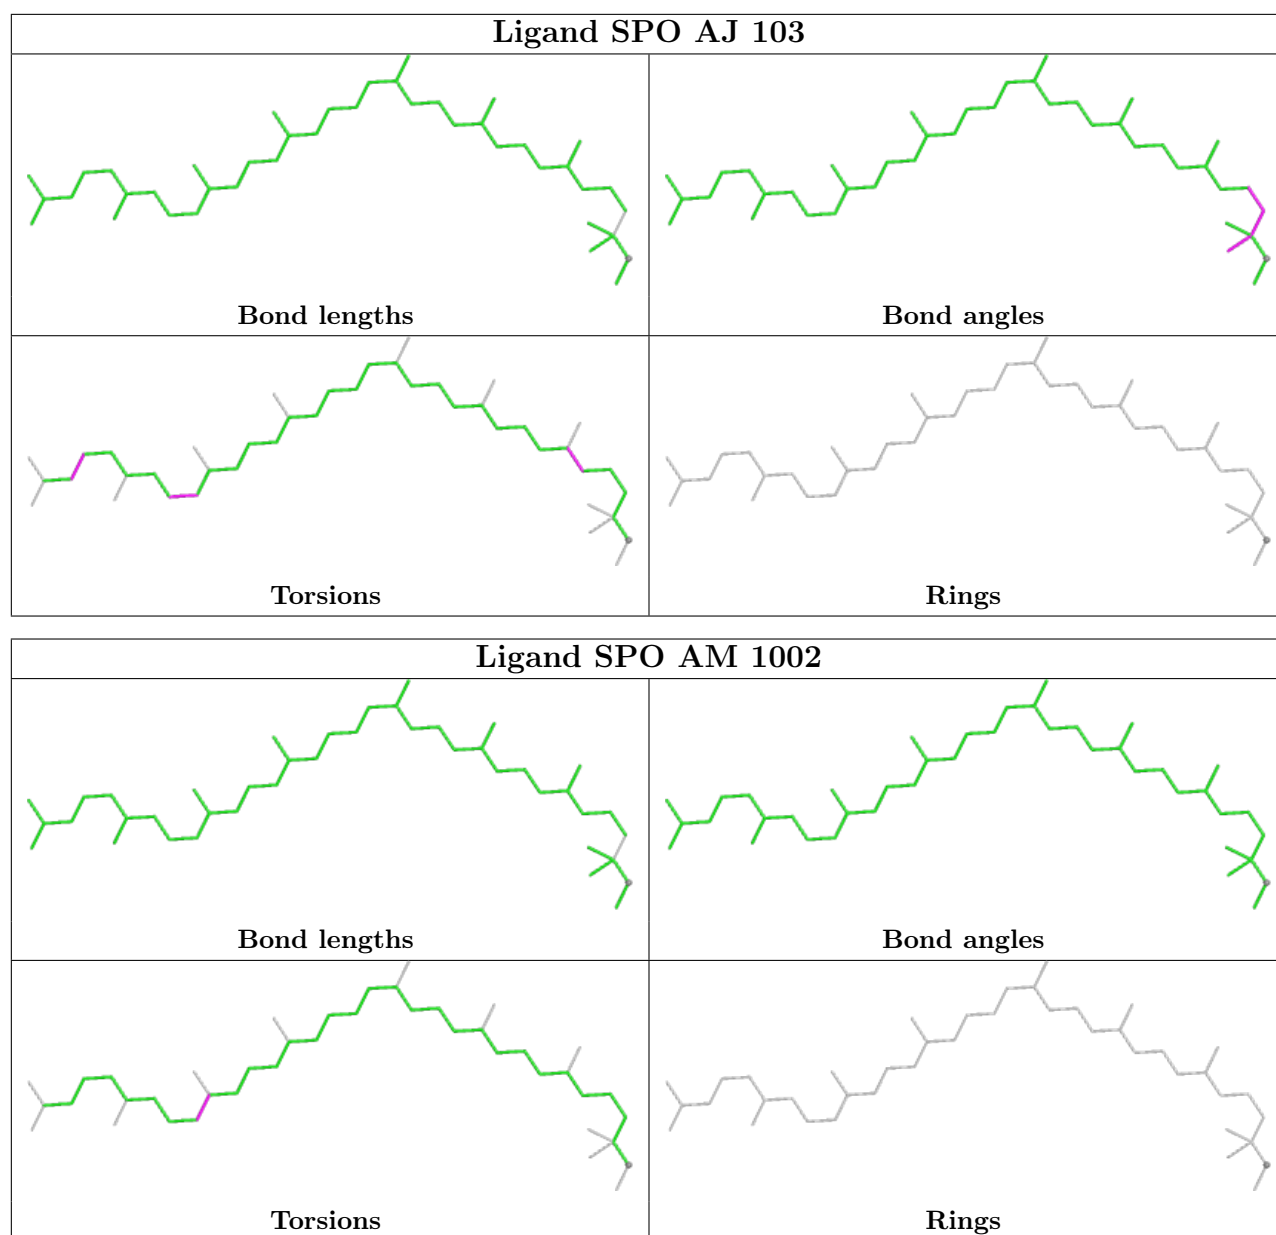 Ligand SPO AJ 103
Bond lengths
Bond angles
Torsions
Rings
Ligand SPO AM 1002
Bond lengths
Bond angles
Torsions
Rings